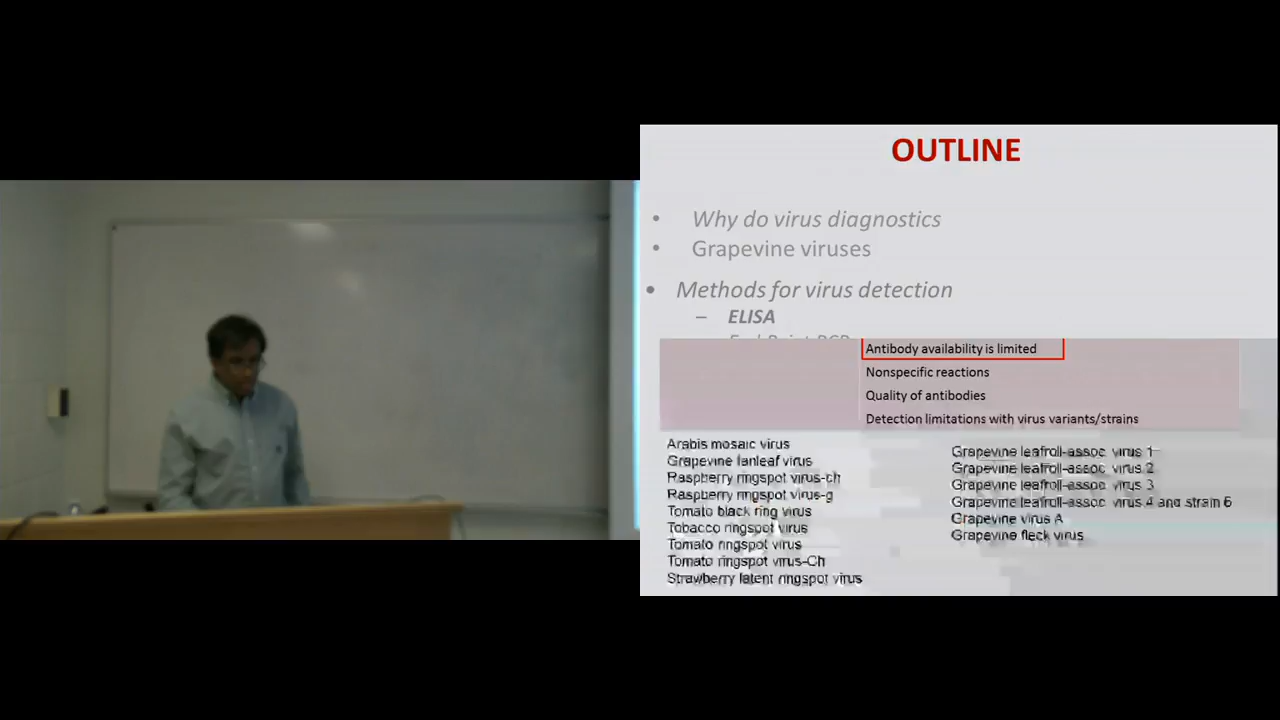 OUTLINE
• Why do virus diagnostics
• Grapevine viruses
• Methods for virus detection
– ELISA
Antibody availability is limited
Nonspecific reactions
Quality of antibodies
Detection limitations with virus variants/strains
Arabis mosaic virus
Grapevine fanleaf virus
Raspberry ringspot virus-ch
Raspberry ringspot virus-g
Tomato black ring virus
Tobacco ringspot virus
Tomato ringspot virus
Tomato ringspot virus-Ch
Strawberry latent ringspot virus
Grapevine leafroll-assoc. virus 1
Grapevine leafroll-assoc. virus 2
Grapevine leafroll-assoc. virus 3
Grapevine leafroll-assoc. virus 4 and strain 6
Grapevine virus A
Grapevine fleck virus